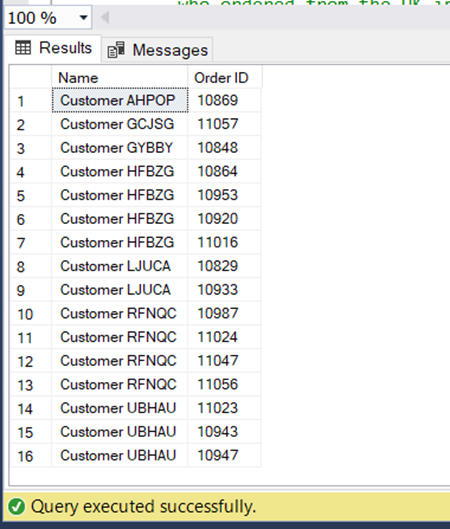 who ordered from the UK in
100 %
Results Messages
Name Order ID
1 Customer AHPOP 10869
2 Customer GCJSG 11057
3 Customer GYBBY 10848
4 Customer HFBZG 10864
5 Customer HFBZG 10953
6 Customer HFBZG 10920
7 Customer HFBZG 11016
8 Customer LJUCA 10829
9 Customer LJUCA 10933
10 Customer RFNQC 10987
11 Customer RFNQC 11024
12 Customer RFNQC 11047
13 Customer RFNQC 11056
14 Customer UBHAU 11023
15 Customer UBHAU 10943
16 Customer UBHAU 10947
Query executed successfully.